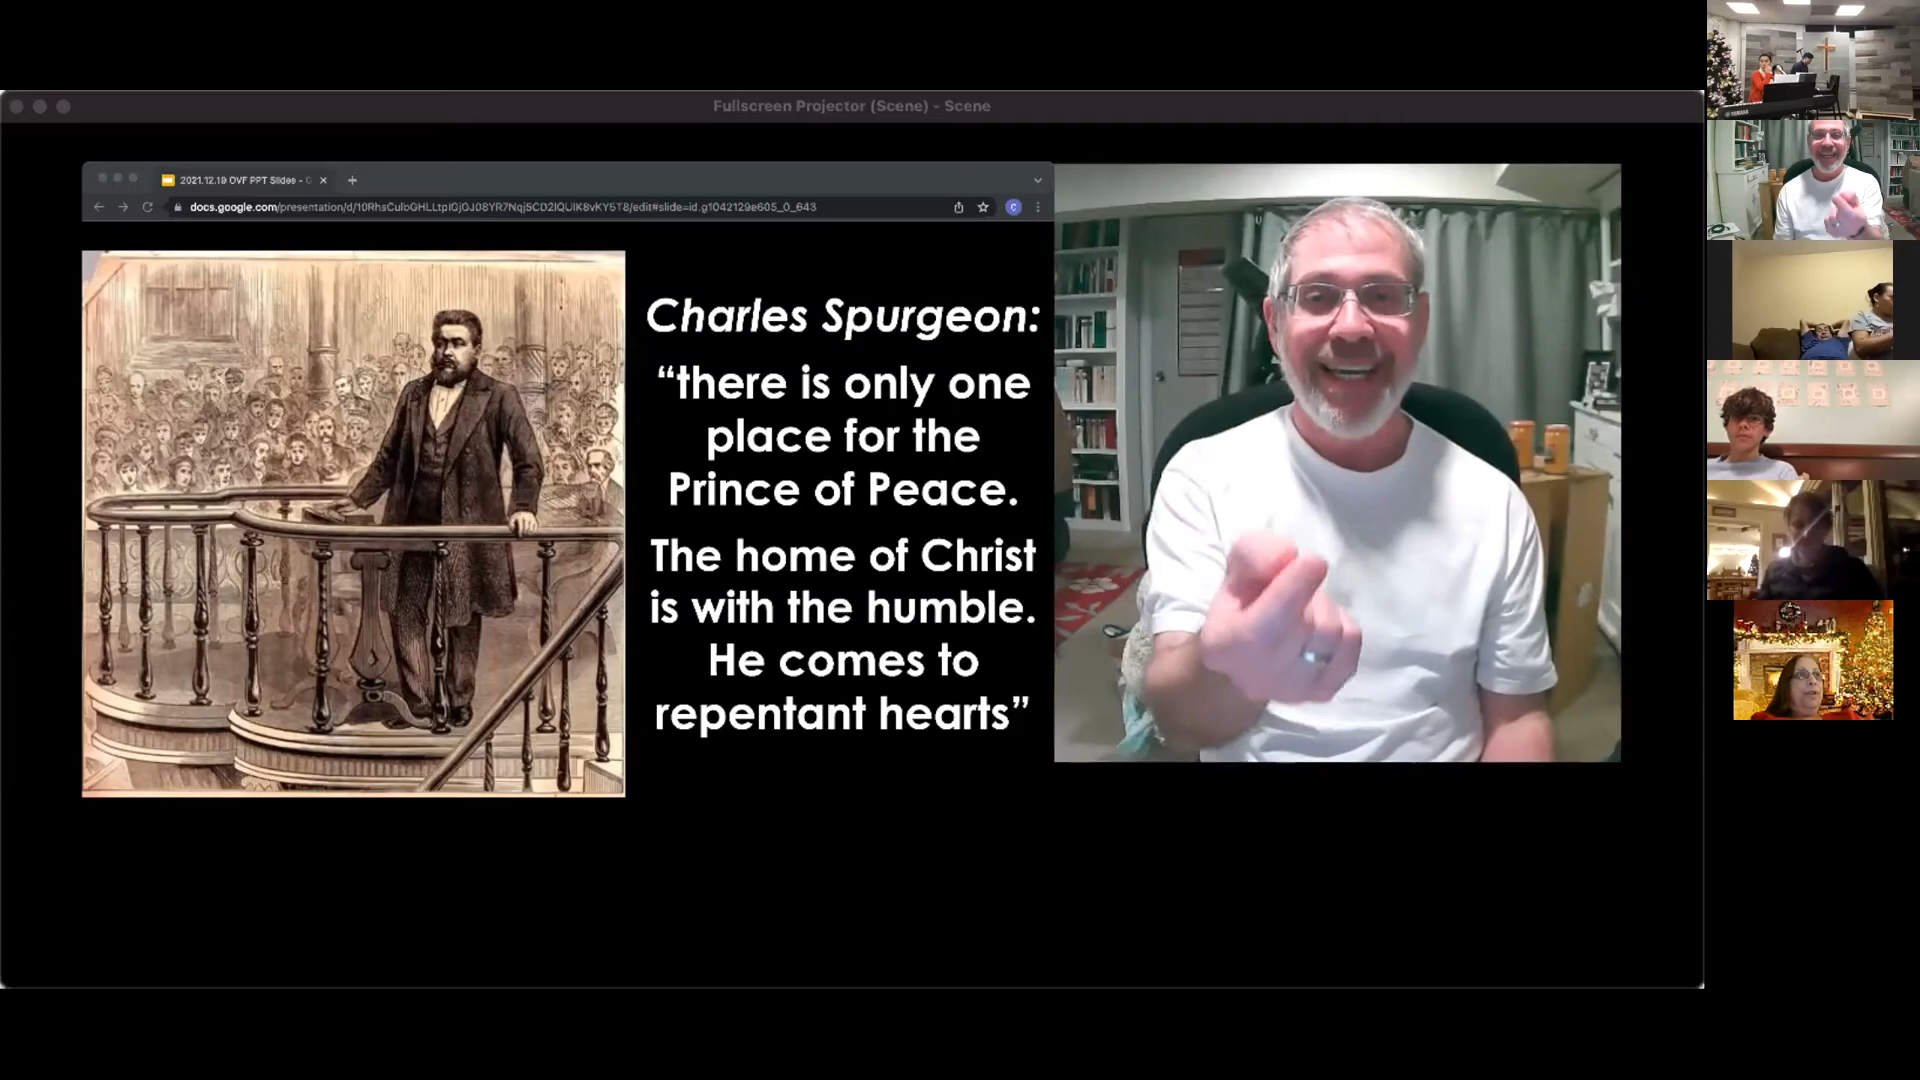 Fullscreen Projector (Scene) - Scene
2021.12.19 OVF PPT Slides -
Charles Spurgeon:
“there is only one
place for the
Prince of Peace.
The home of Christ
is with the humble.
He comes to
repentant hearts”
YAMAHA